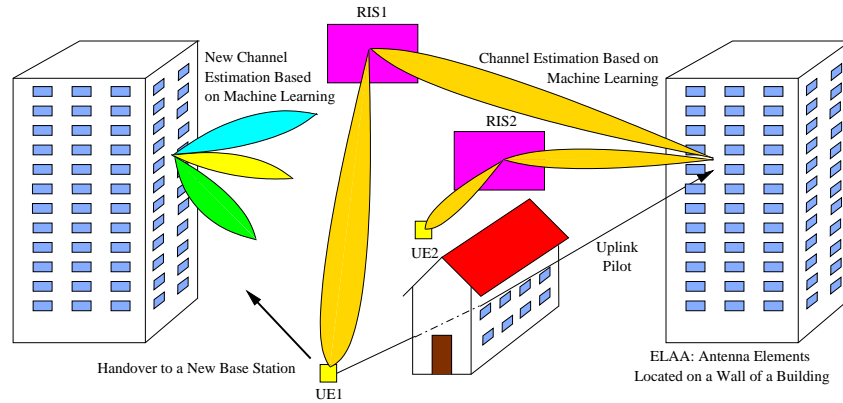 RIS1
New Channel
Estimation Based
on Machine Learning
Channel Estimation Based on
Machine Learning
RIS2
UE2
Uplink
Pilot
Handover to a New Base Station
UE1
ELAA: Antenna Elements
Located on a Wall of a Building